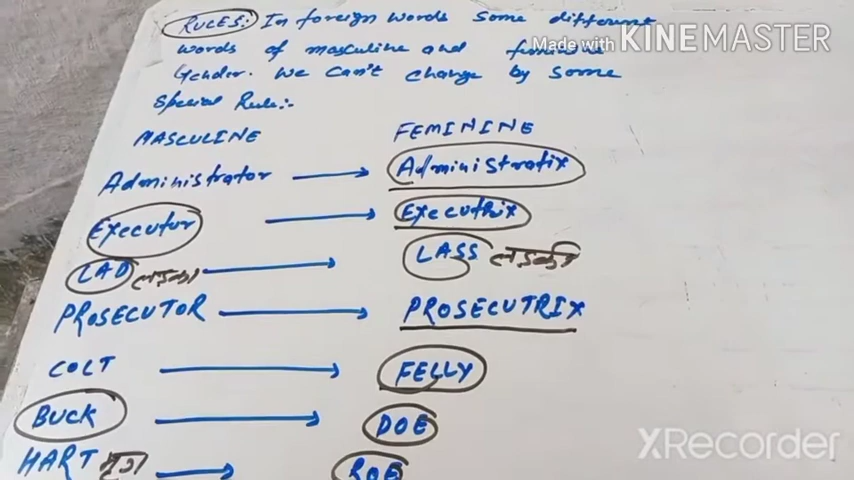 RULES: In foreign words some different
words of masculine and feminine
Made with KINEMASTER
Gender. We can't change by some
special Rule:-
MASCULINE FEMININE
Administrator → Administratix
Executor → Executrix
LAD लड़का → LASS लड़की
PROSECUTOR → PROSECUTRIX
COLT → FELLY
BUCK → DOE
HART मृग → ROE
XRecorder